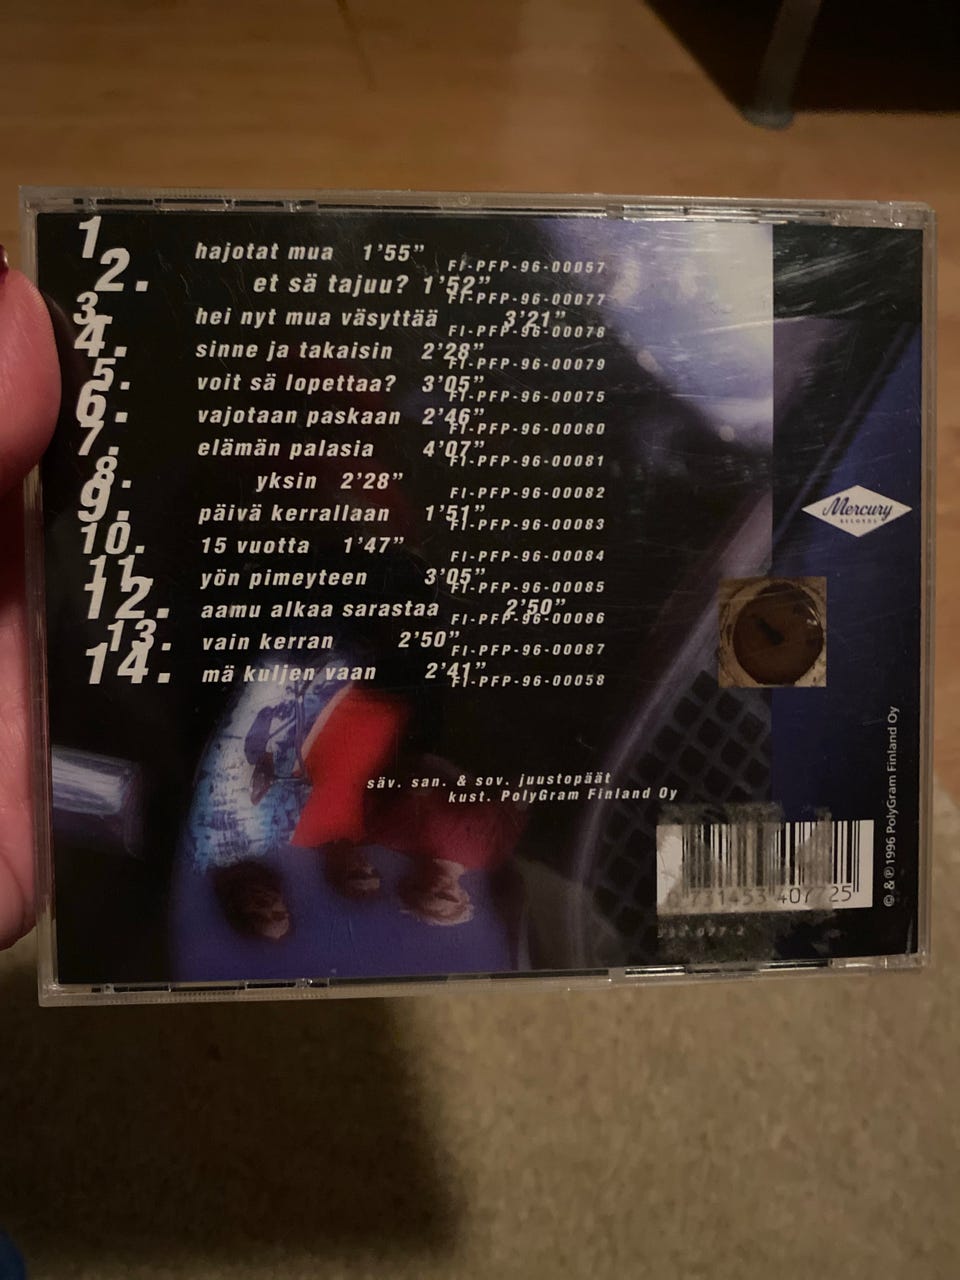 1. hajotat mua 1’55” FI-PFP-96-00057
2. et sä tajuu? 1’52” FI-PFP-96-00077
3. hei nyt mua väsyttää 3’21” FI-PFP-96-00078
4. sinne ja takaisin 2’28” FI-PFP-96-00079
5. voit sä lopettaa? 3’05” FI-PFP-96-00075
6. vajotaan paskaan 2’46” FI-PFP-96-00080
7. elämän palasia 4’07” FI-PFP-96-00081
8. yksin 2’28” FI-PFP-96-00082
9. päivä kerrallaan 1’51” FI-PFP-96-00083
10. 15 vuotta 1’47” FI-PFP-96-00084
11. yön pimeyteen 3’05” FI-PFP-96-00085
12. aamu alkaa sarastaa 2’50” FI-PFP-96-00086
13. vain kerran 2’50” FI-PFP-96-00087
14. mä kuljen vaan 2’41” FI-PFP-96-00058
Mercury
RECORDS
säv. san. & sov. juustopäät
kust. PolyGram Finland Oy
© & ℗ 1996 PolyGram Finland Oy
0 731453 407725